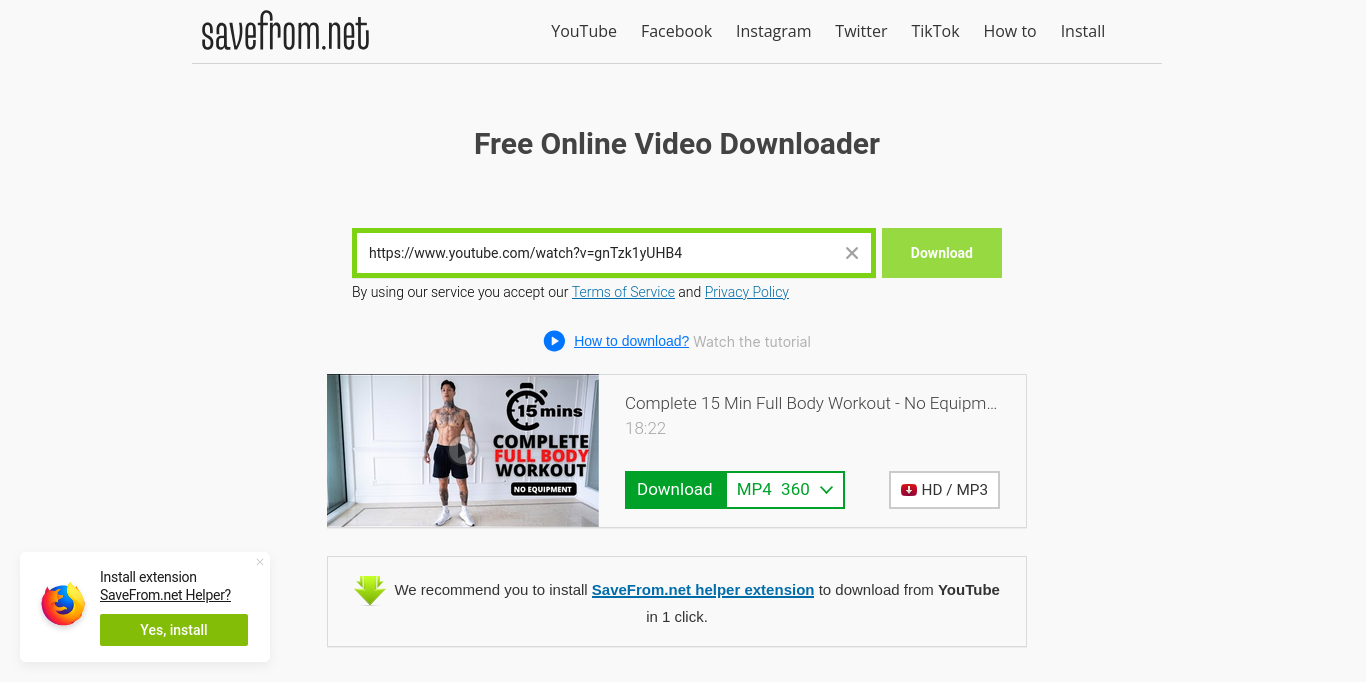 savefrom.net
YouTube Facebook Instagram Twitter TikTok How to Install
Free Online Video Downloader
https://www.youtube.com/watch?v=gnTzk1yUHB4
Download
By using our service you accept our Terms of Service and Privacy Policy
How to download? Watch the tutorial
15 mins
COMPLETE
FULL BODY
WORKOUT
NO EQUIPMENT
Complete 15 Min Full Body Workout - No Equipm...
18:22
Download MP4 360
HD / MP3
We recommend you to install SaveFrom.net helper extension to download from YouTube
in 1 click.
Install extension
SaveFrom.net Helper?
Yes, install